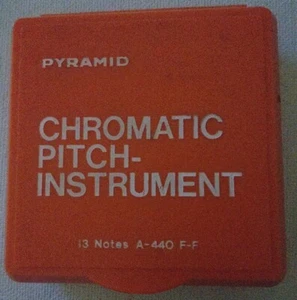 PYRAMID
CHROMATIC
PITCH-
INSTRUMENT
13 Notes A-440 F-F